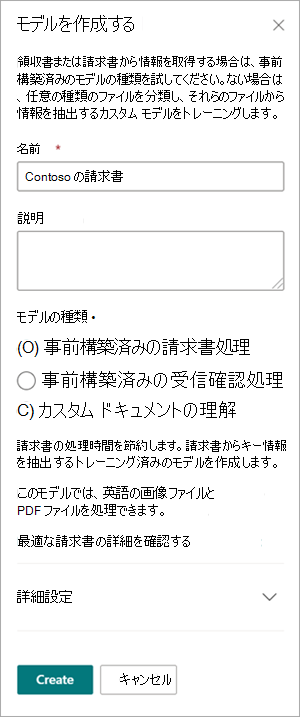 モデルを作成する
領収書または請求書から情報を取得する場合は、事前
構築済みのモデルの種類を試してください。ない場合は
、任意の種類のファイルを分類し、それらのファイルから
情報を抽出するカスタム モデルをトレーニングします。
名前 *
Contoso の請求書
説明
モデルの種類 •
(O) 事前構築済みの請求書処理
事前構築済みの受信確認処理
C) カスタム ドキュメントの理解
請求書の処理時間を節約します。請求書からキー情報
を抽出するトレーニング済みのモデルを作成します。
このモデルでは、英語の画像ファイルと
PDF ファイルを処理できます。
最適な請求書の詳細を確認する
詳細設定
Create キャンセル